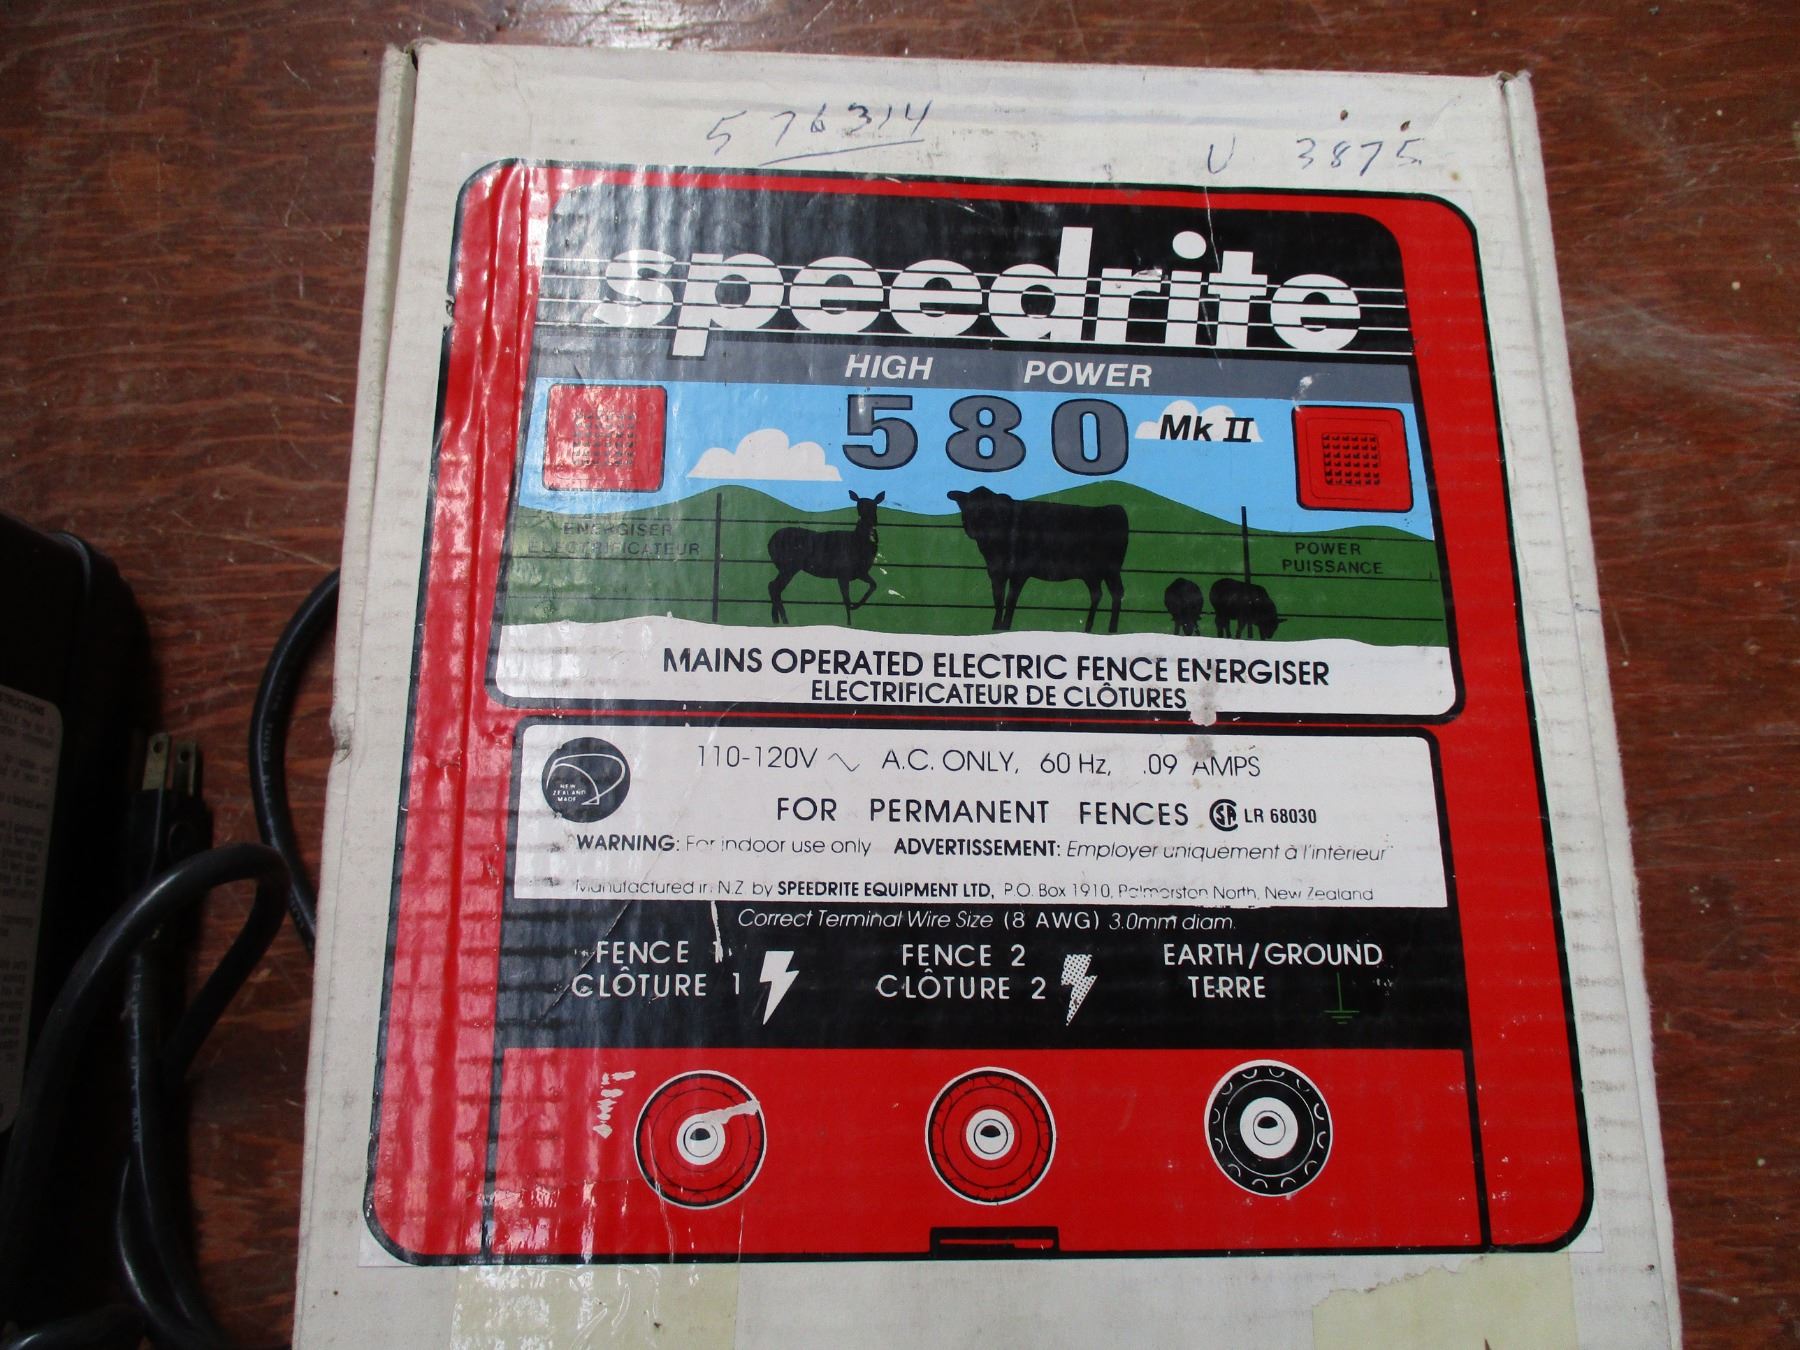 576314
U 3875
speedrite
HIGH POWER
580 Mk II
ENERGISER
ELECTRIFICATEUR
POWER
PUISSANCE
MAINS OPERATED ELECTRIC FENCE ENERGISER
ELECTRIFICATEUR DE CLÔTURES
110-120V ~ A.C. ONLY, 60 Hz, .09 AMPS
NEW
ZEALAND
MADE
FOR PERMANENT FENCES SA LR 68030
WARNING: For indoor use only ADVERTISSEMENT: Employer uniquement à l'intérieur
Manufactured in N.Z. by SPEEDRITE EQUIPMENT LTD, P.O. Box 1910, Palmerston North, New Zealand
Correct Terminal Wire Size (8 AWG) 3.0mm diam.
FENCE 1 FENCE 2 EARTH/GROUND
CLÔTURE 1 CLÔTURE 2 TERRE